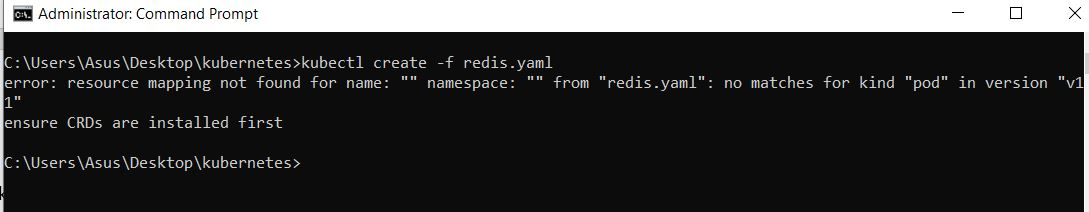 Administrator: Command Prompt
C:\Users\Asus\Desktop\kubernetes>kubectl create -f redis.yaml
error: resource mapping not found for name: "" namespace: "" from "redis.yaml": no matches for kind "pod" in version "v1
1"
ensure CRDs are installed first
C:\Users\Asus\Desktop\kubernetes>